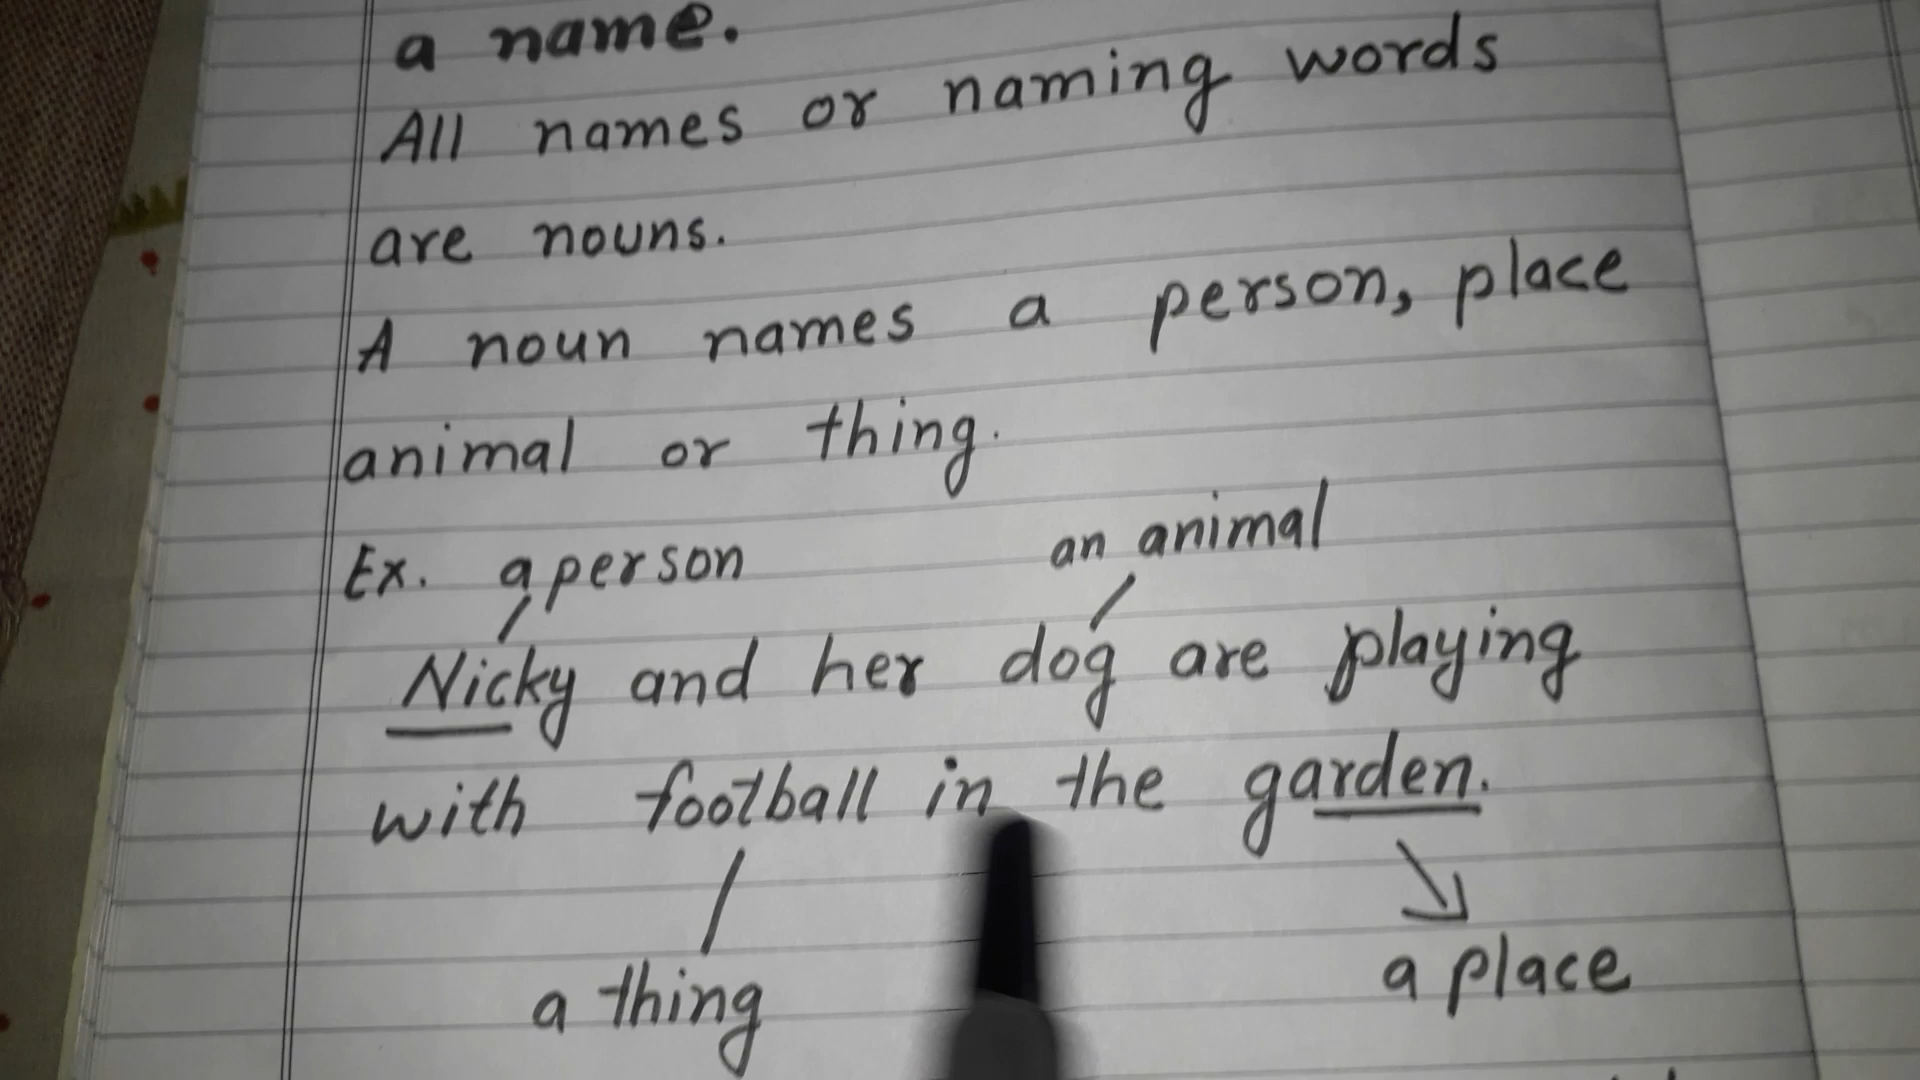 a name.
All names or naming words
are nouns.
A noun names a person, place
animal or thing.
Ex. a person an animal
Nicky and her dog are playing
with football in the garden.
a thing a place